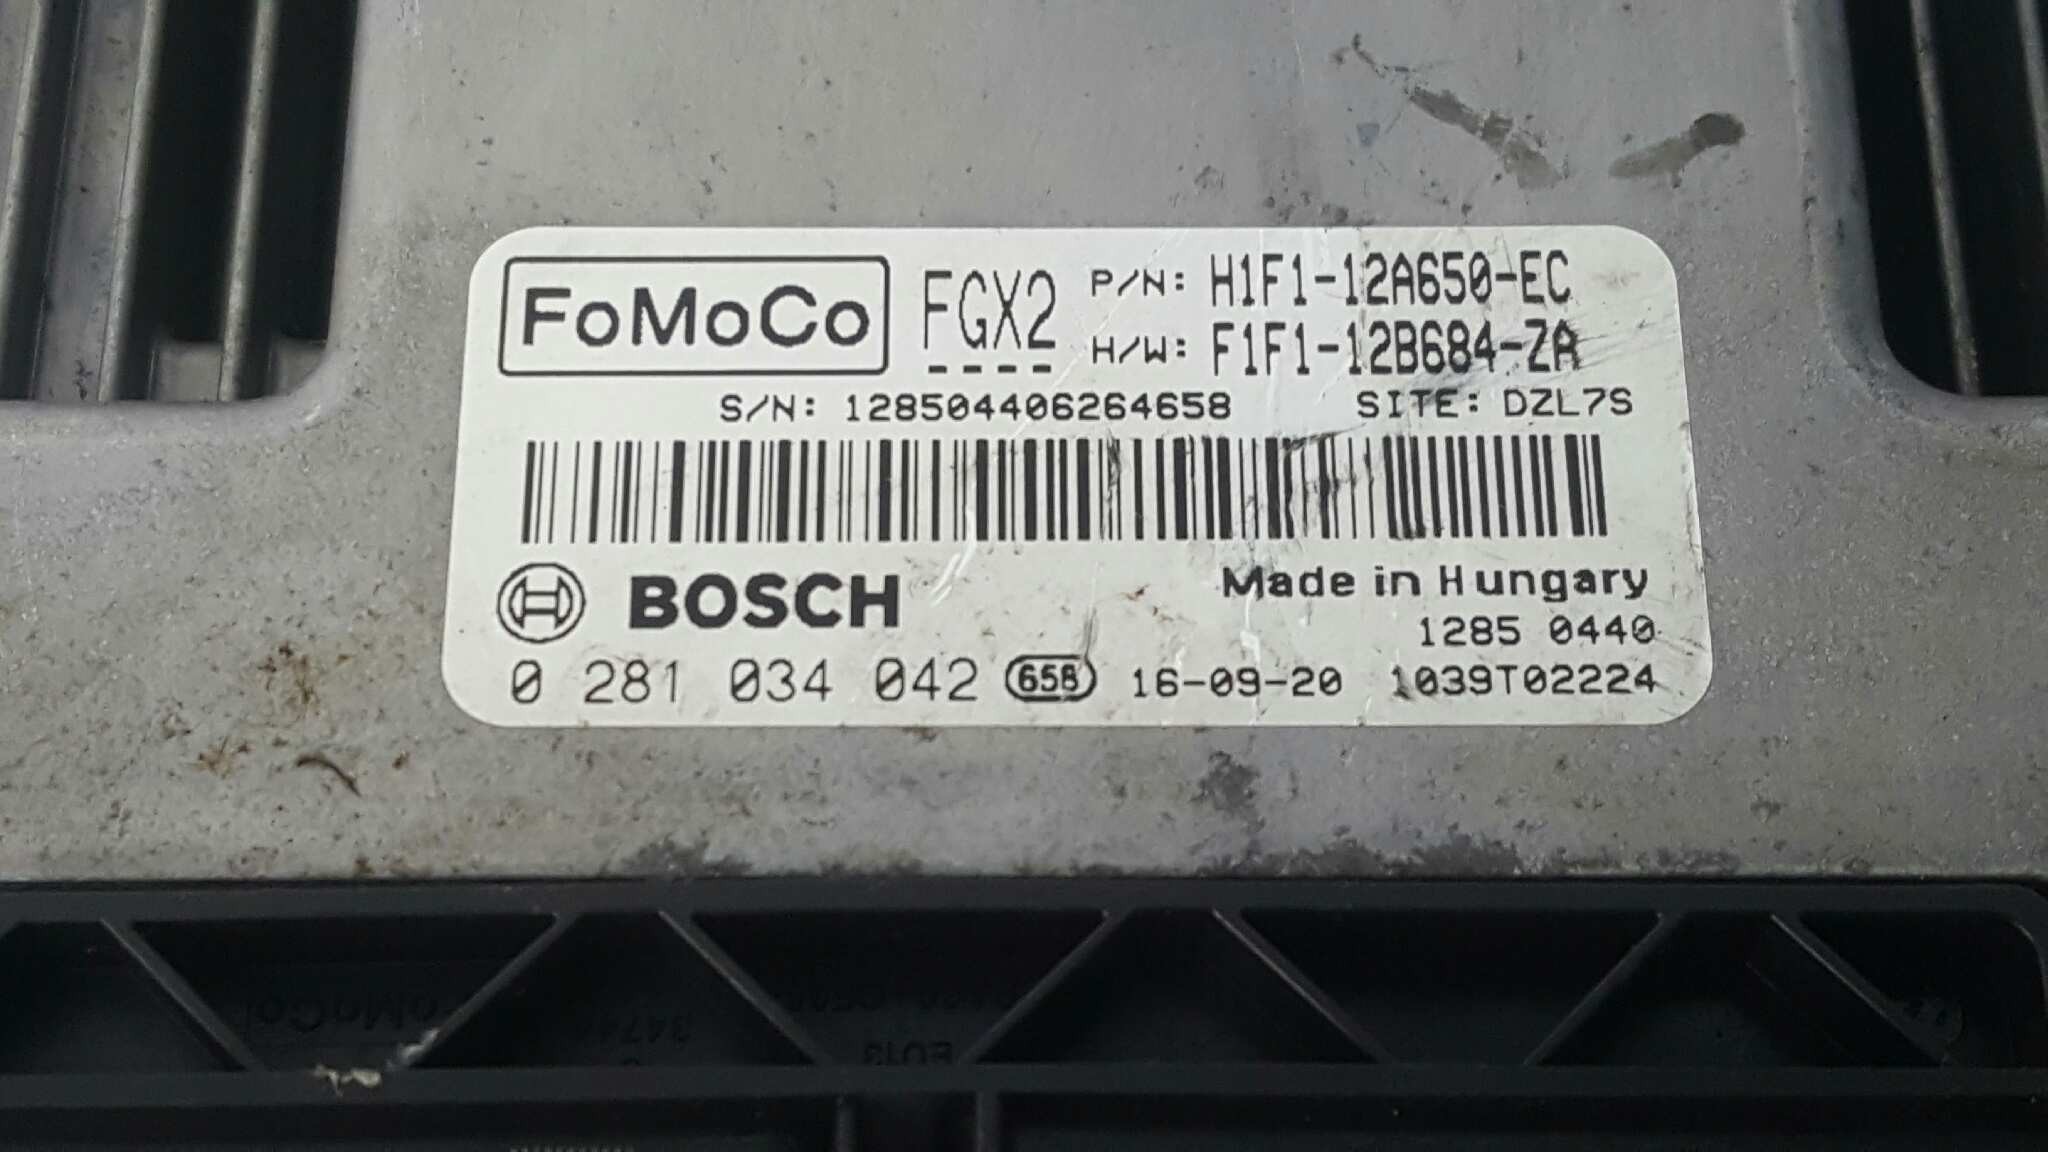 FoMoCo FGX2 P/N: H1F1-12A650-EC
H/W: F1F1-12B684-ZA
S/N: 128504406264658 SITE: DZL7S
BOSCH Made in Hungary
1285 0440
0 281 034 042 658 16-09-20 1039T02224
FoMoCo